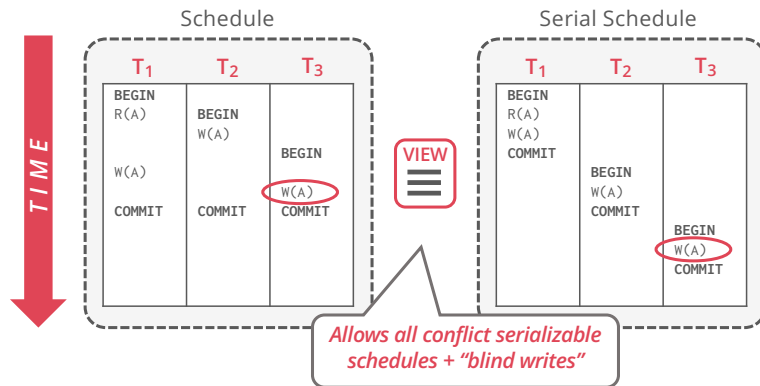 Schedule
T1 T2 T3
BEGIN
R(A) BEGIN
W(A)
BEGIN
W(A)
W(A)
COMMIT COMMIT COMMIT
TIME
VIEW
Serial Schedule
T1 T2 T3
BEGIN
R(A)
W(A)
COMMIT
BEGIN
W(A)
COMMIT
BEGIN
W(A)
COMMIT
Allows all conflict serializable
schedules + “blind writes”